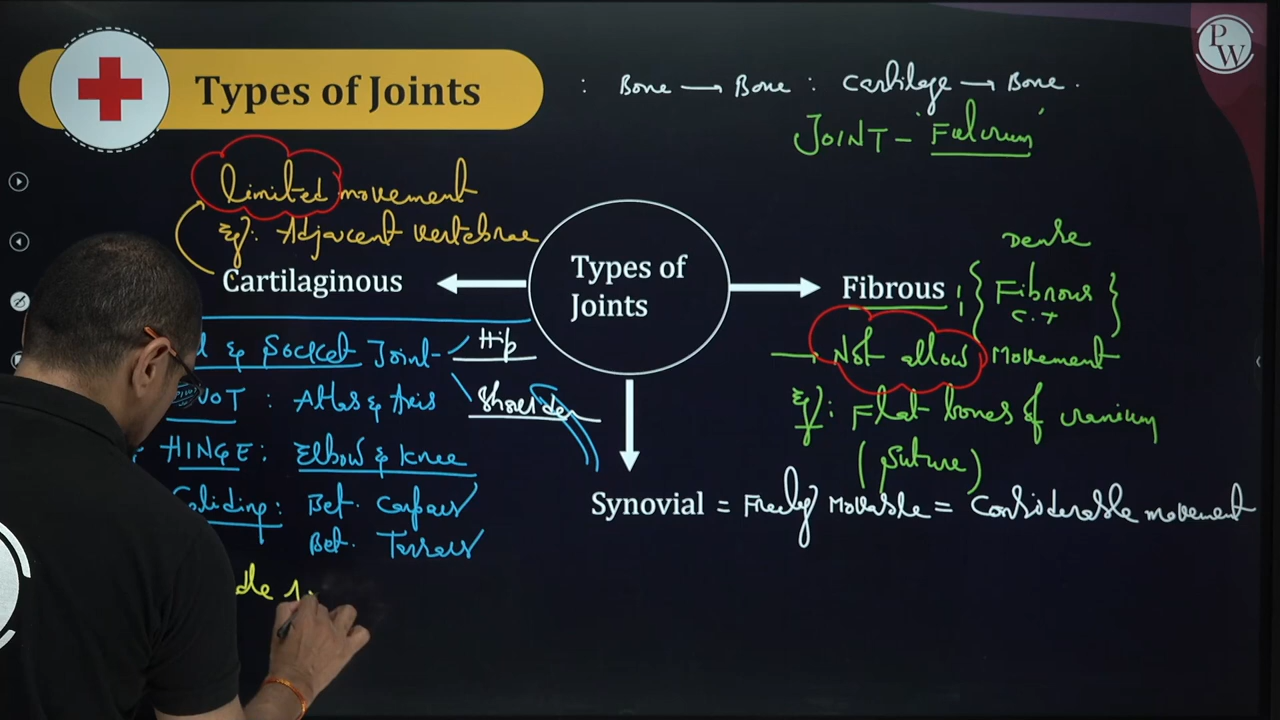 Types of Joints
: Bone → Bone : Cartilage → Bone.
JOINT - 'Fulcrum'
PW
limited movement
Eg: Adjacent vertebrae
Cartilaginous
Types of
Joints
Fibrous
Dense
Fibrous
C.T
Not allow Movement
Eg: Flat bones of cranium
(Suture)
& Socket Joint
Hip
Shoulder
: Atlas & Axis
HINGE: Elbow & Knee
Gliding: Bet. Carpals
Bet. Tarsals
Synovial = Freely Movable = Considerable movement